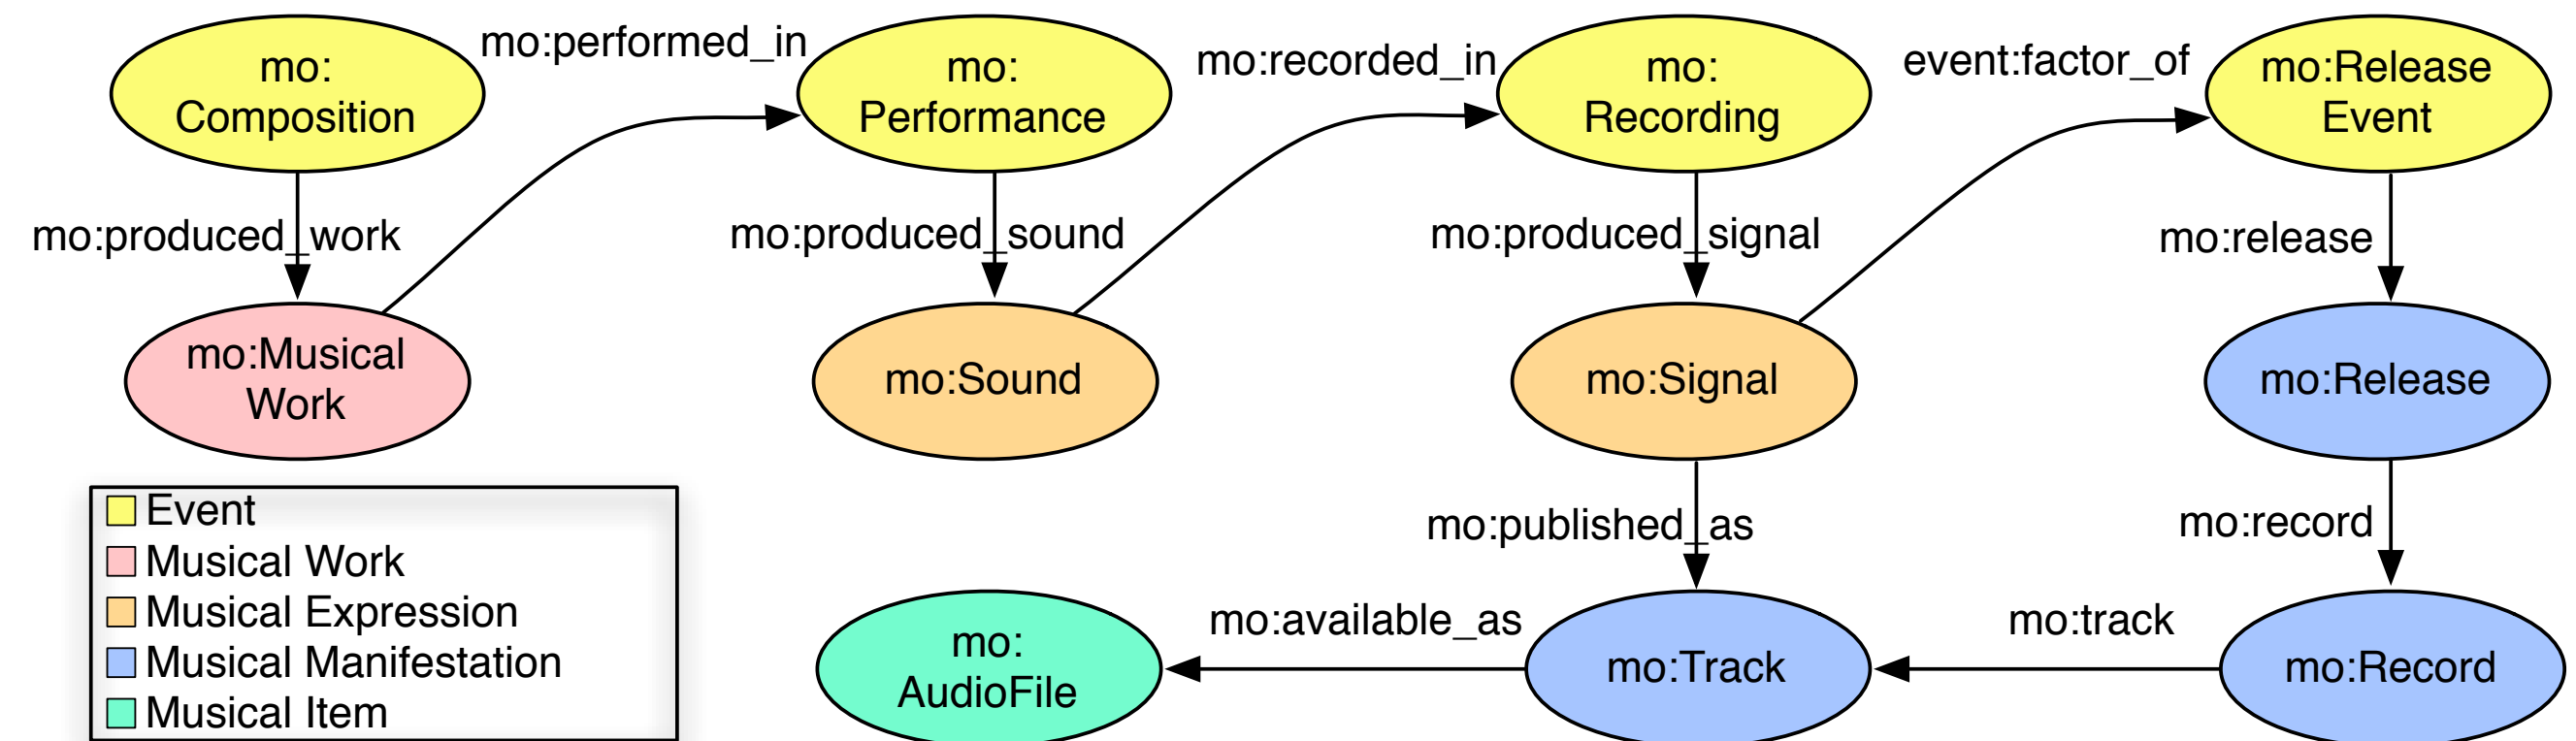 mo:
Composition
mo:performed_in
mo:
Performance
mo:recorded_in
mo:
Recording
event:factor_of
mo:Release
Event
mo:produced_work
mo:produced_sound
mo:produced_signal
mo:release
mo:Musical
Work
mo:Sound
mo:Signal
mo:Release
Event
Musical Work
Musical Expression
Musical Manifestation
Musical Item
mo:published_as
mo:record
mo:
AudioFile
mo:available_as
mo:Track
mo:track
mo:Record